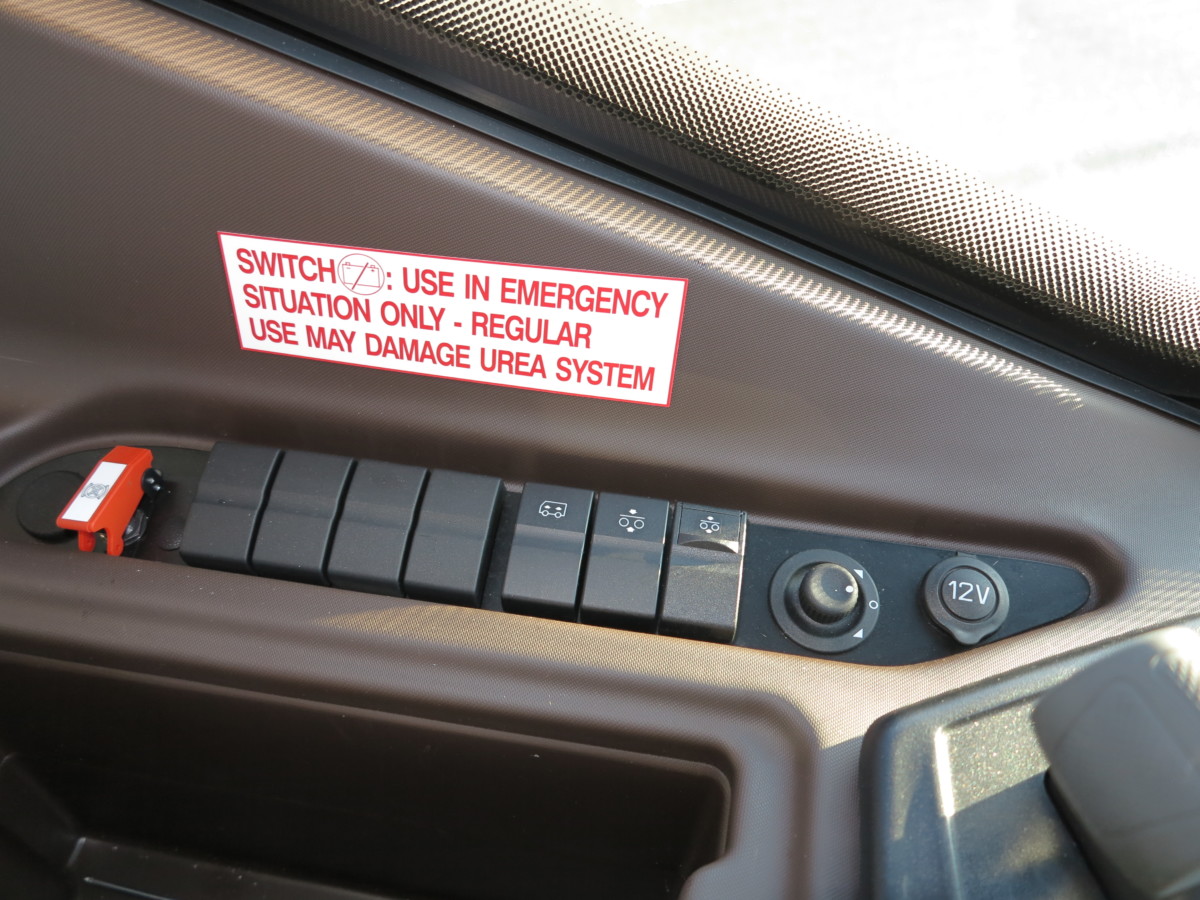 SWITCH : USE IN EMERGENCY
SITUATION ONLY - REGULAR
USE MAY DAMAGE UREA SYSTEM
12V